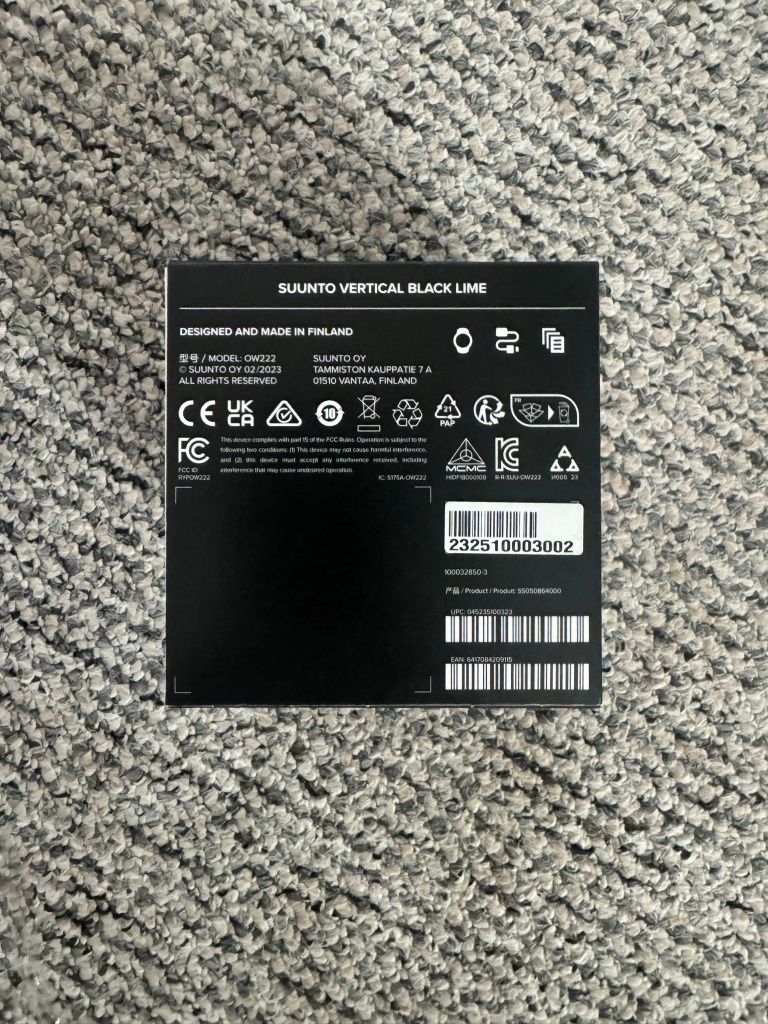 SUUNTO VERTICAL BLACK LIME
DESIGNED AND MADE IN FINLAND
型号 / MODEL: OW222
© SUUNTO OY 02/2023
ALL RIGHTS RESERVED
SUUNTO OY
TAMMISTON KAUPPATIE 7 A
01510 VANTAA, FINLAND
CE UK CA 10 21 PAP FR
FC
FCC ID:
RYPOW222
This device complies with part 15 of the FCC Rules. Operation is subject to the
following two conditions: (1) This device may not cause harmful interference,
and (2) this device must accept any interference received, including
interference that may cause undesired operation.
IC: 5175A-OW222
MCMC
HIDF18000109
R-R-SUU-OW222
И005 23
232510003002
100032850-3
产品 / Product / Produit: SS050864000
UPC: 045235100323
EAN: 6417084209115